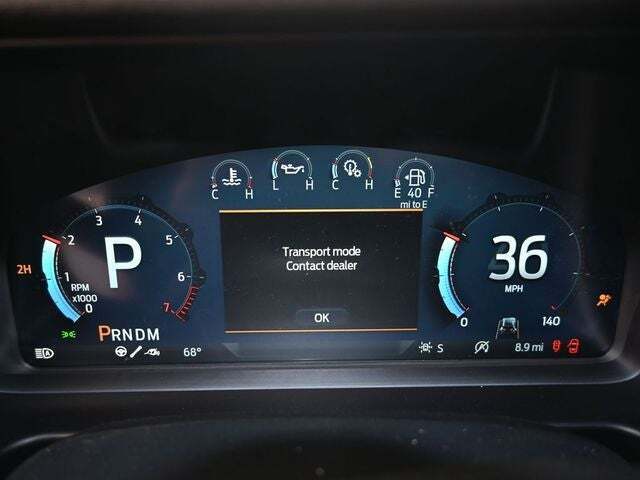 C H
L H
C H
E 40 F
mi to E
2H
0 1 2 3 4 5 6 7
P
RPM
x1000
PRNDM
68°
Transport mode
Contact dealer
OK
36
MPH
0 140
S
8.9 mi
A